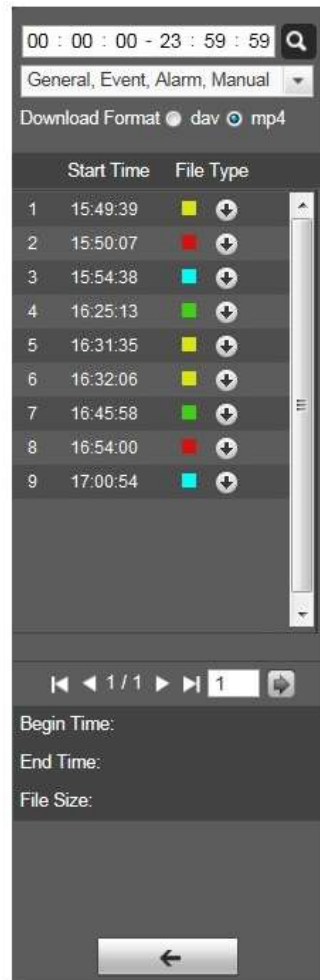 00 : 00 : 00 - 23 : 59 : 59
General, Event, Alarm, Manual
Download Format dav mp4
Start Time File Type
1 15:49:39
2 15:50:07
3 15:54:38
4 16:25:13
5 16:31:35
6 16:32:06
7 16:45:58
8 16:54:00
9 17:00:54
1 / 1 1
Begin Time:
End Time:
File Size: